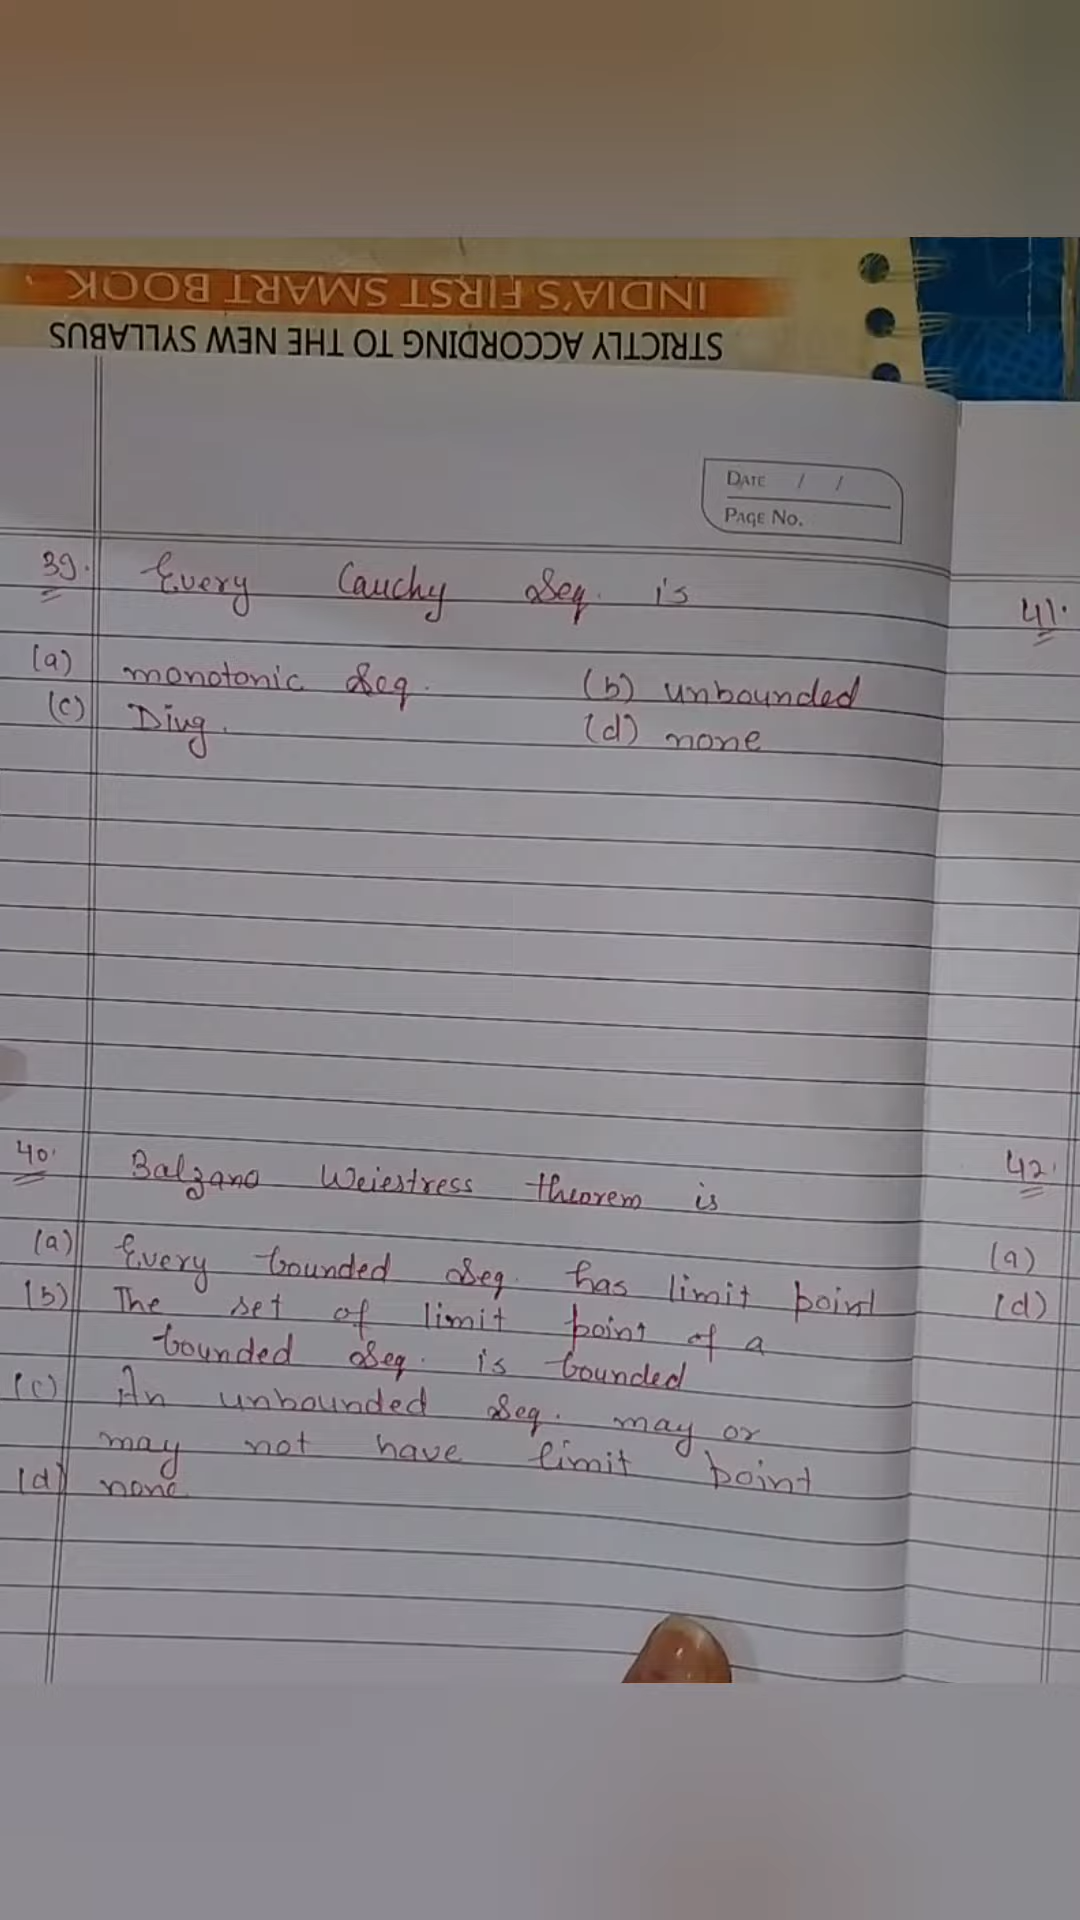 INDIA'S FIRST SMART BOOK
STRICTLY ACCORDING TO THE NEW SYLLABUS
DATE / /
PAGE NO.
39. Every Cauchy Seq. is
(a) monotonic Seq. (b) unbounded
(c) Divg. (d) none
40. Balzano Weiestress theorem is
(a) Every bounded Seq. has limit point
(b) The set of limit point of a
bounded Seq. is bounded
(c) An unbounded Seq. may or
may not have limit point
(d) none
41.
42.
(a)
(d)